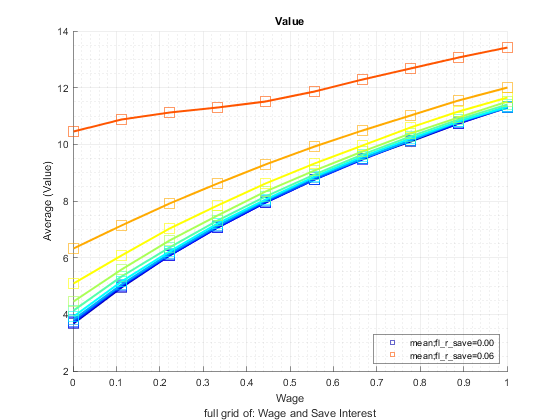 Value
14
12
10
8
6
4
2
Average (Value)
0 0.1 0.2 0.3 0.4 0.5 0.6 0.7 0.8 0.9 1
Wage
full grid of: Wage and Save Interest
mean;fl_r_save=0.00
mean;fl_r_save=0.06